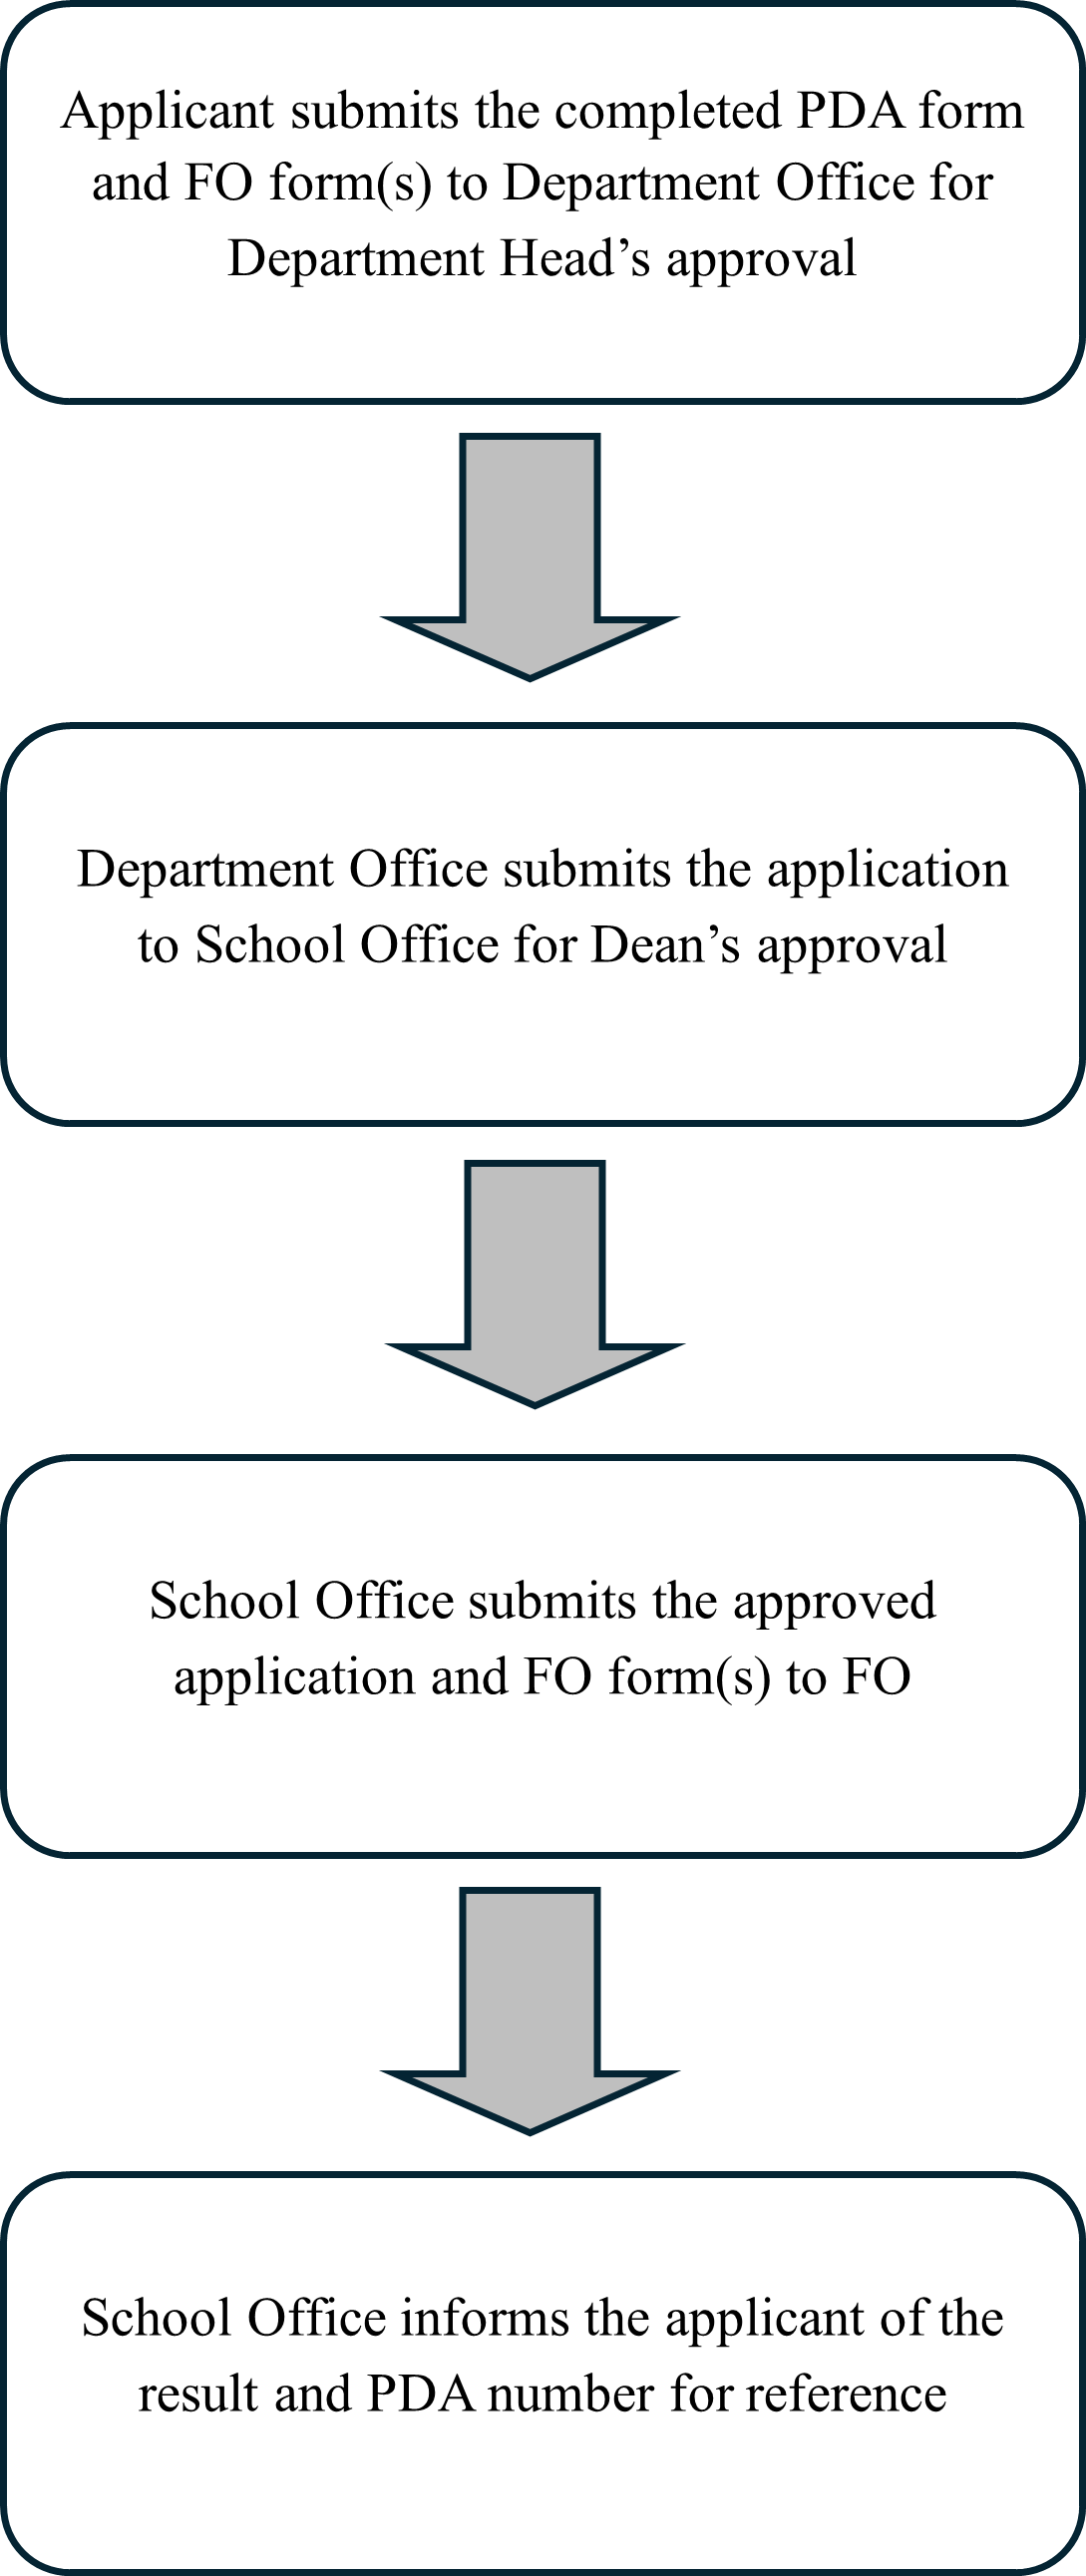 Applicant submits the completed PDA form
and FO form(s) to Department Office for
Department Head’s approval
Department Office submits the application
to School Office for Dean’s approval
School Office submits the approved
application and FO form(s) to FO
School Office informs the applicant of the
result and PDA number for reference